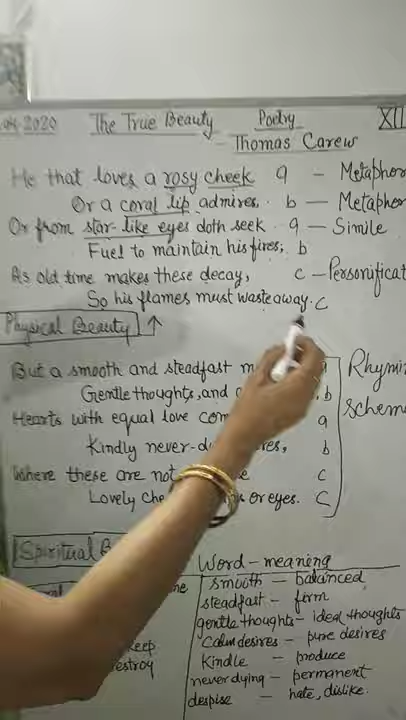 2020 The True Beauty Poetry XII
- Thomas Carew
He that loves a rosy cheek a - Metaphor
Or a coral lip admires, b - Metaphor
Or from star-like eyes doth seek a - Simile
Fuel to maintain his fires; b
As old time makes these decay, c - Personificat
So his flames must waste away. c
Physical Beauty ↑
But a smooth and steadfast
Gentle thoughts, and b
Hearts with equal love a
Kindly never- b
Where these are not c
Lovely or eyes. c
Rhymi
Scheme
Spiritual
Word - meaning
smooth - balanced
steadfast - firm
gentle thoughts - ideal thoughts
Calm desires - pure desires
Kindle - produce
never dying - permanent
despise - hate, dislike.
keep
destroy